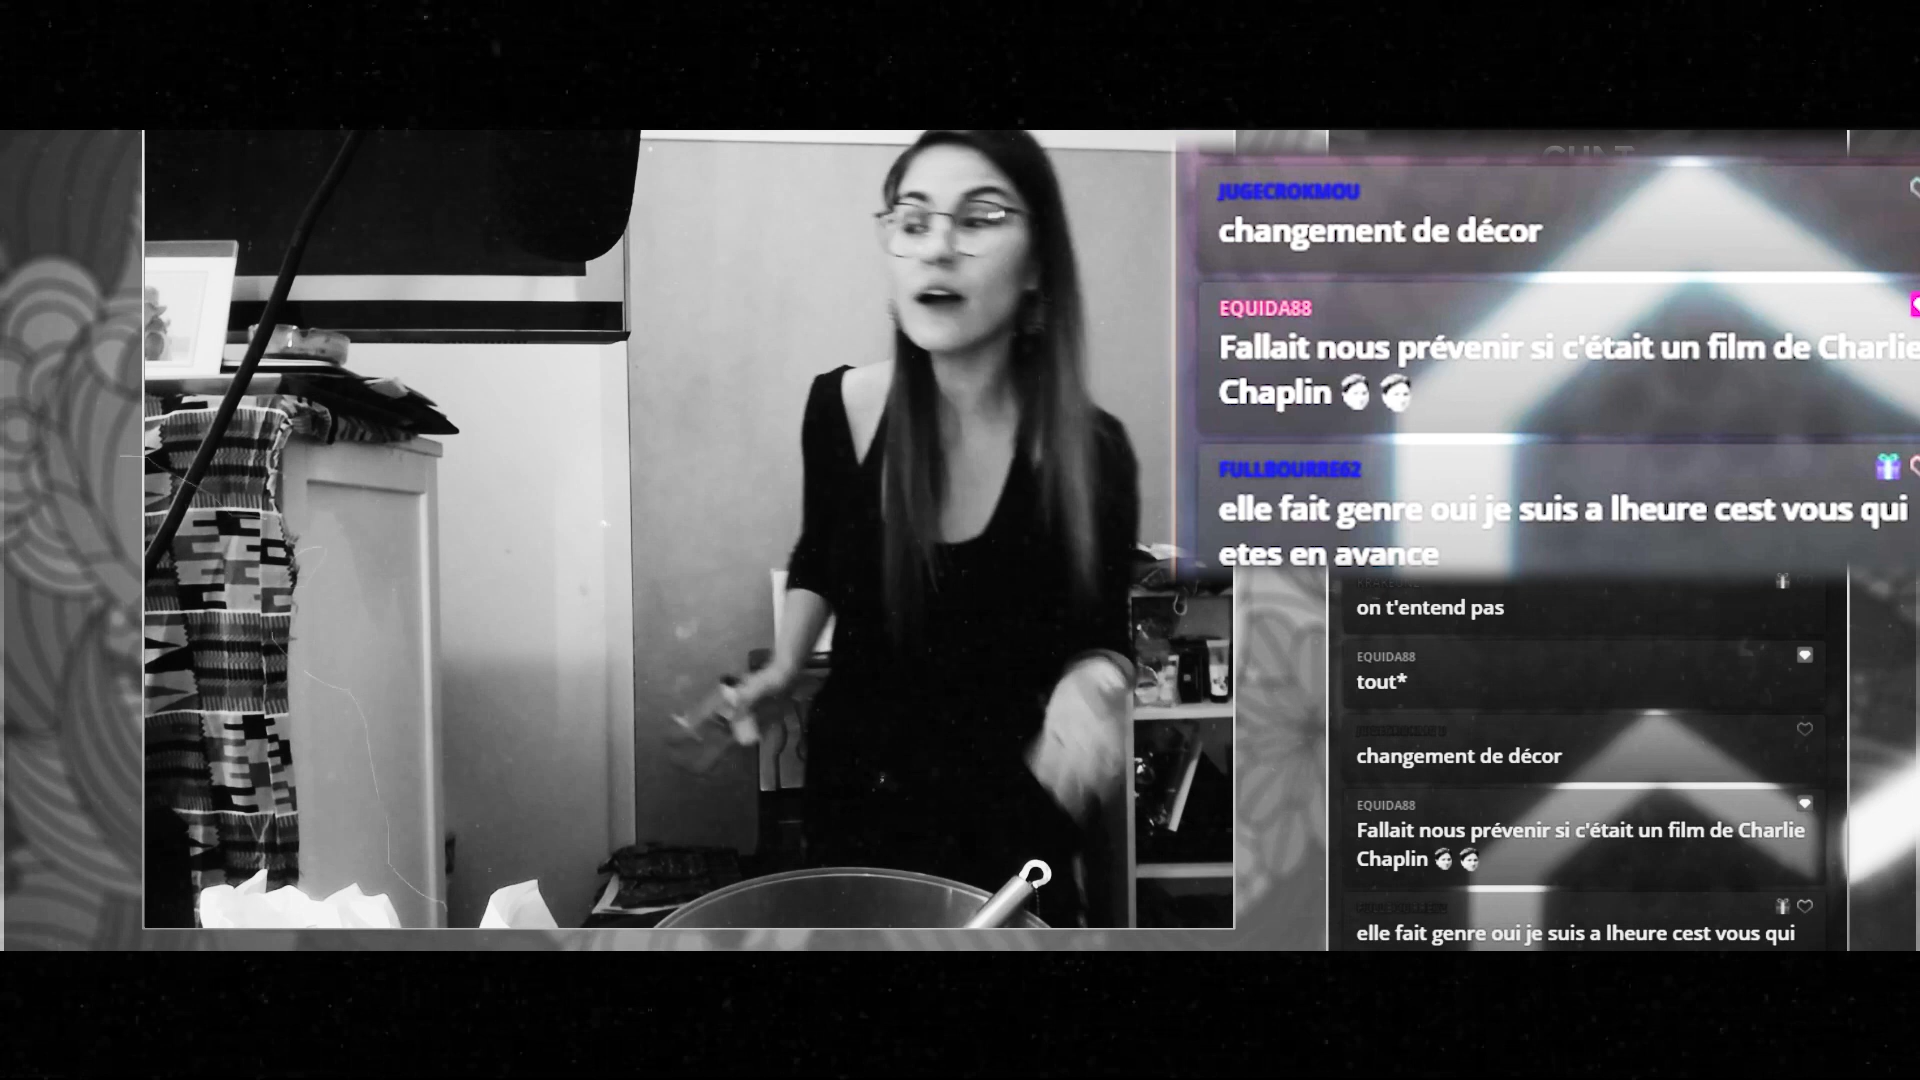 JUGECROKMOU
changement de décor
EQUIDA88
Fallait nous prévenir si c'était un film de Charlie
Chaplin
FULLBOURRE62
elle fait genre oui je suis a lheure cest vous qui
etes en avance
on t'entend pas
EQUIDA88
tout*
changement de décor
EQUIDA88
Fallait nous prévenir si c'était un film de Charlie
Chaplin
elle fait genre oui je suis a lheure cest vous qui